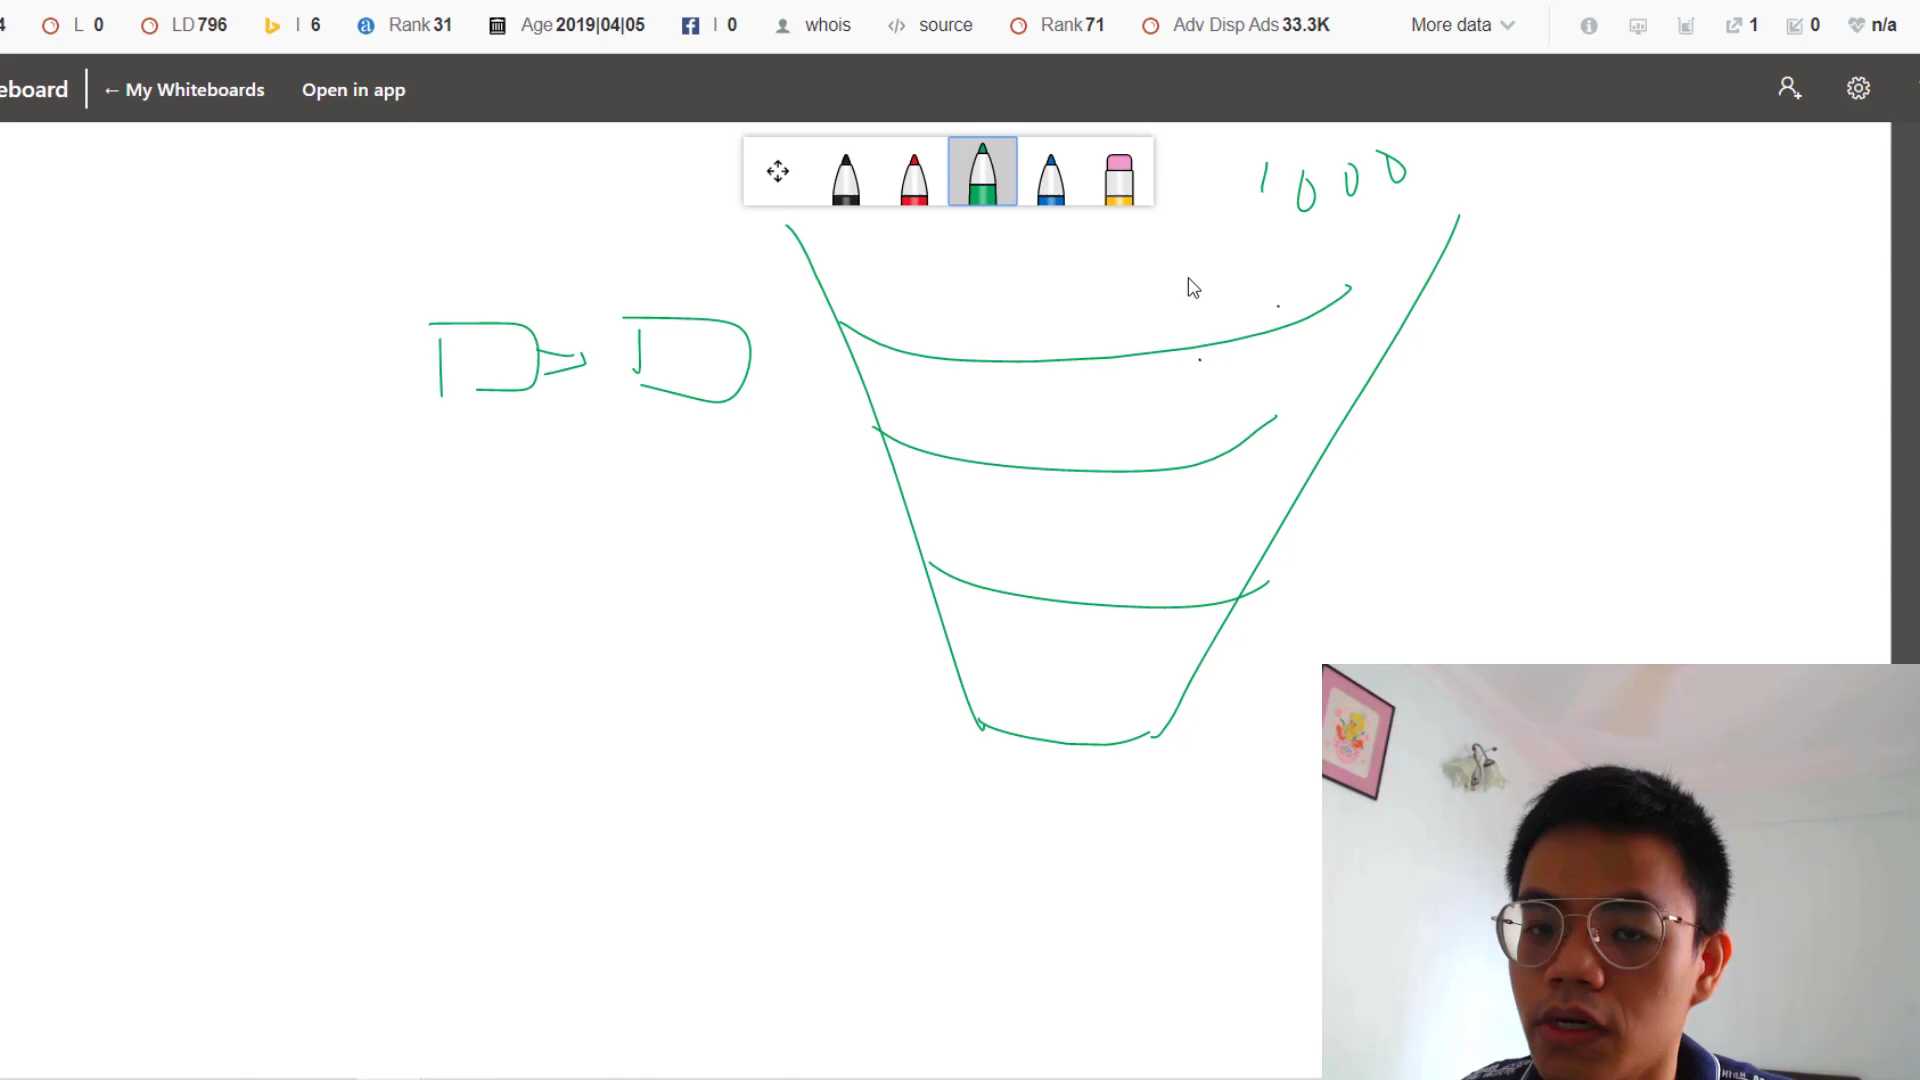 4 L 0 LD 796 I 6 Rank 31 Age 2019|04|05 I 0 whois source Rank 71 Adv Disp Ads 33.3K More data 1 0 n/a
eboard ← My Whiteboards Open in app
1000